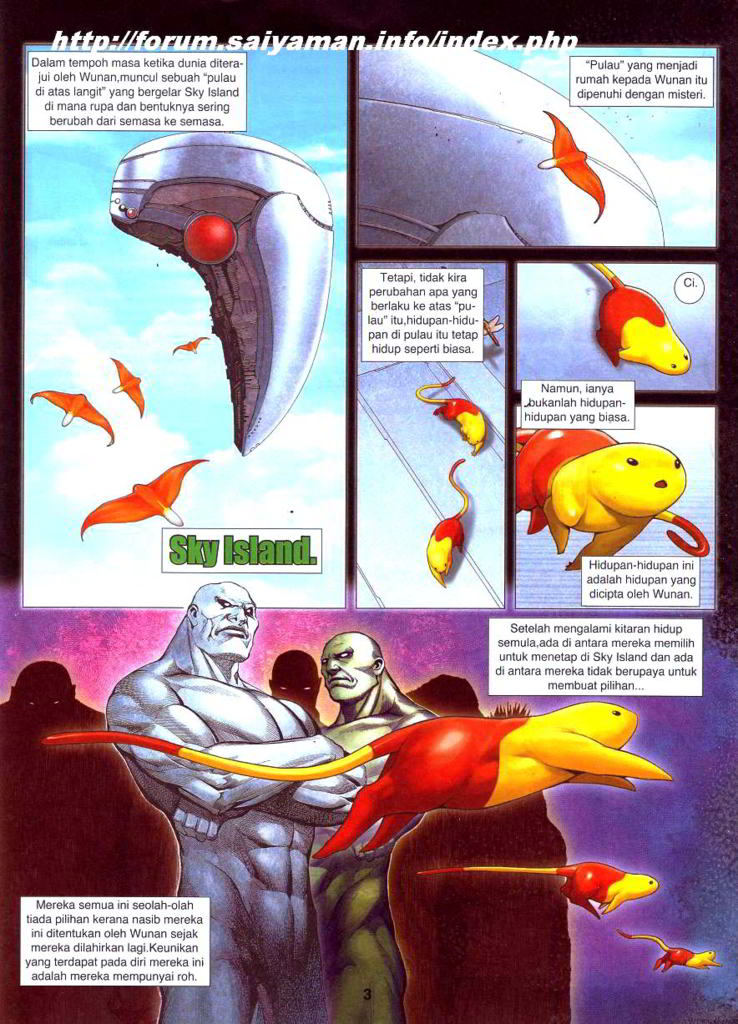 http://forum.saiyaman.info/index.php
Dalam tempoh masa ketika dunia ditera-
jui oleh Wunan,muncul sebuah “pulau
di atas langit” yang bergelar Sky Island
di mana rupa dan bentuknya sering
berubah dari semasa ke semasa.
“Pulau” yang menjadi
rumah kepada Wunan itu
dipenuhi dengan misteri.
Tetapi, tidak kira
perubahan apa yang
berlaku ke atas “pu-
lau” itu,hidupan-hidu-
pan di pulau itu tetap
hidup seperti biasa.
Ci.
Namun, ianya
bukanlah hidupan-
hidupan yang biasa.
Hidupan-hidupan ini
adalah hidupan yang
dicipta oleh Wunan.
Sky Island.
Setelah mengalami kitaran hidup
semula,ada di antara mereka memilih
untuk menetap di Sky Island dan ada
di antara mereka tidak berupaya untuk
membuat pilihan...
Mereka semua ini seolah-olah
tiada pilihan kerana nasib mereka
ini ditentukan oleh Wunan sejak
mereka dilahirkan lagi.Keunikan
yang terdapat pada diri mereka ini
adalah mereka mempunyai roh.
3